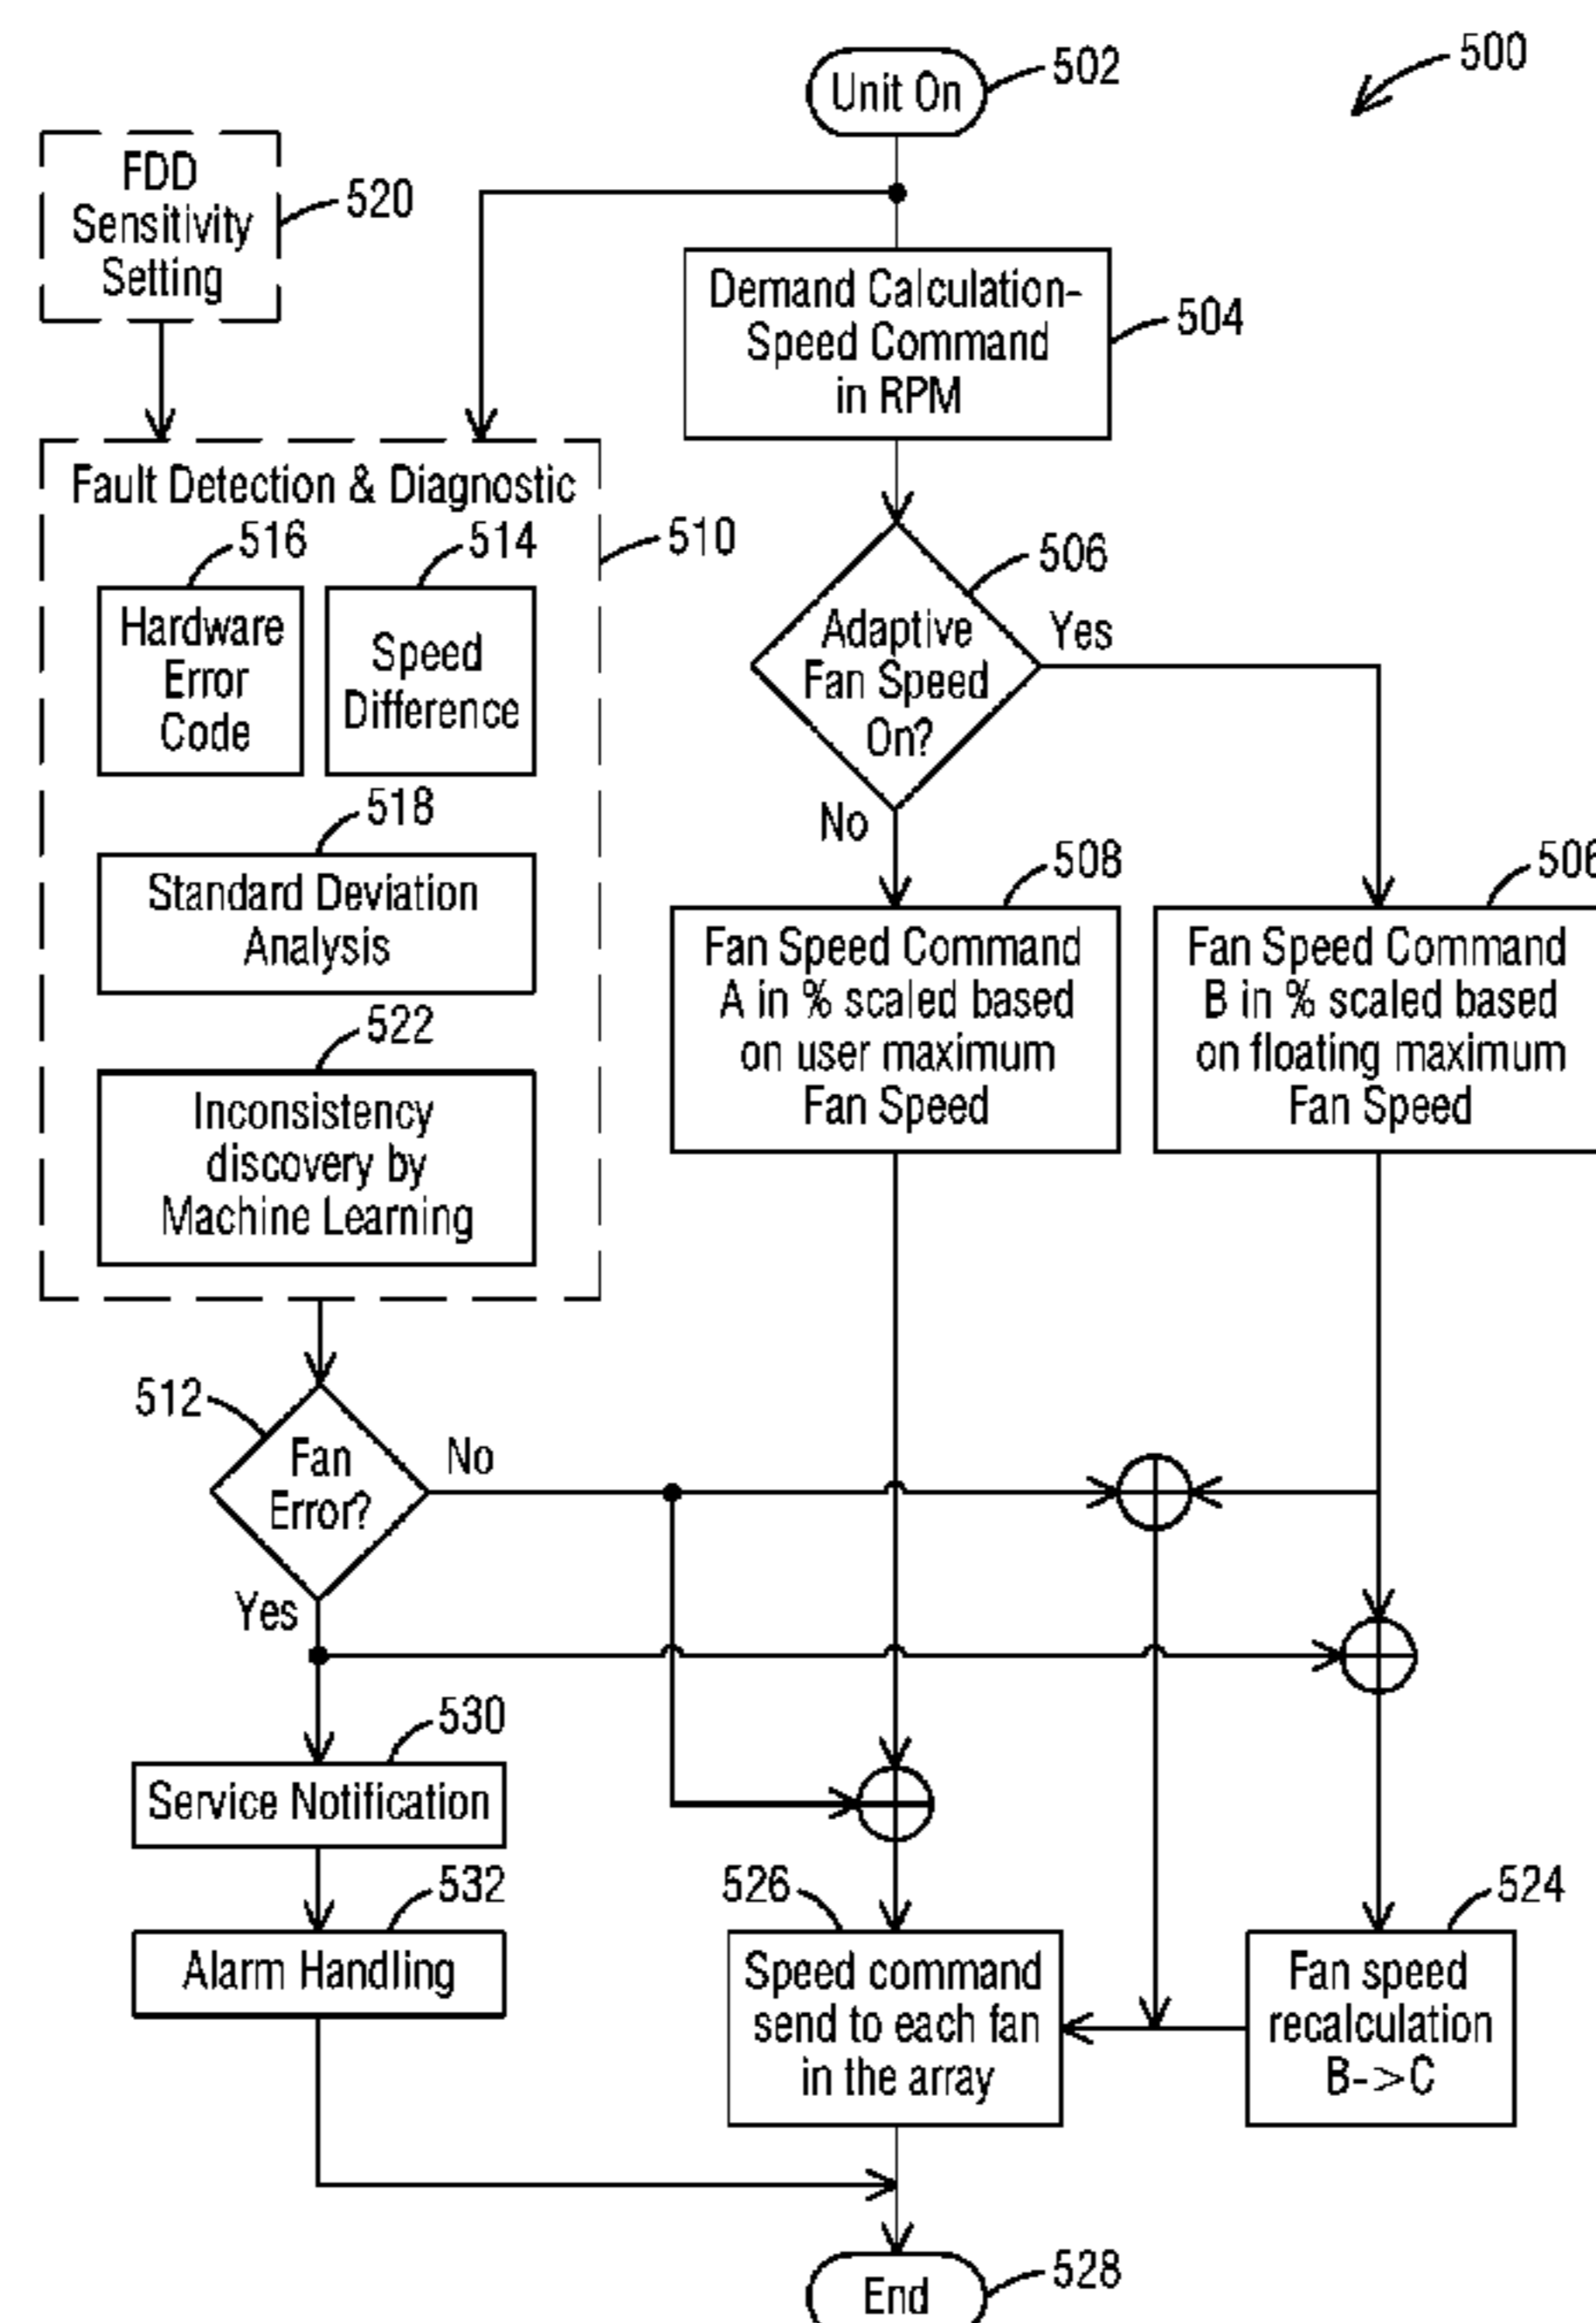 500
Unit On
502
FDD
Sensitivity
Setting
520
Demand Calculation-
Speed Command
in RPM
504
Fault Detection & Diagnostic
510
516
514
Hardware
Error
Code
Speed
Difference
518
Standard Deviation
Analysis
522
Inconsistency
discovery by
Machine Learning
506
Adaptive
Fan Speed
On?
Yes
No
508
Fan Speed Command
A in % scaled based
on user maximum
Fan Speed
506
Fan Speed Command
B in % scaled based
on floating maximum
Fan Speed
512
Fan
Error?
No
Yes
530
Service Notification
532
Alarm Handling
526
Speed command
send to each fan
in the array
524
Fan speed
recalculation
B->C
End
528